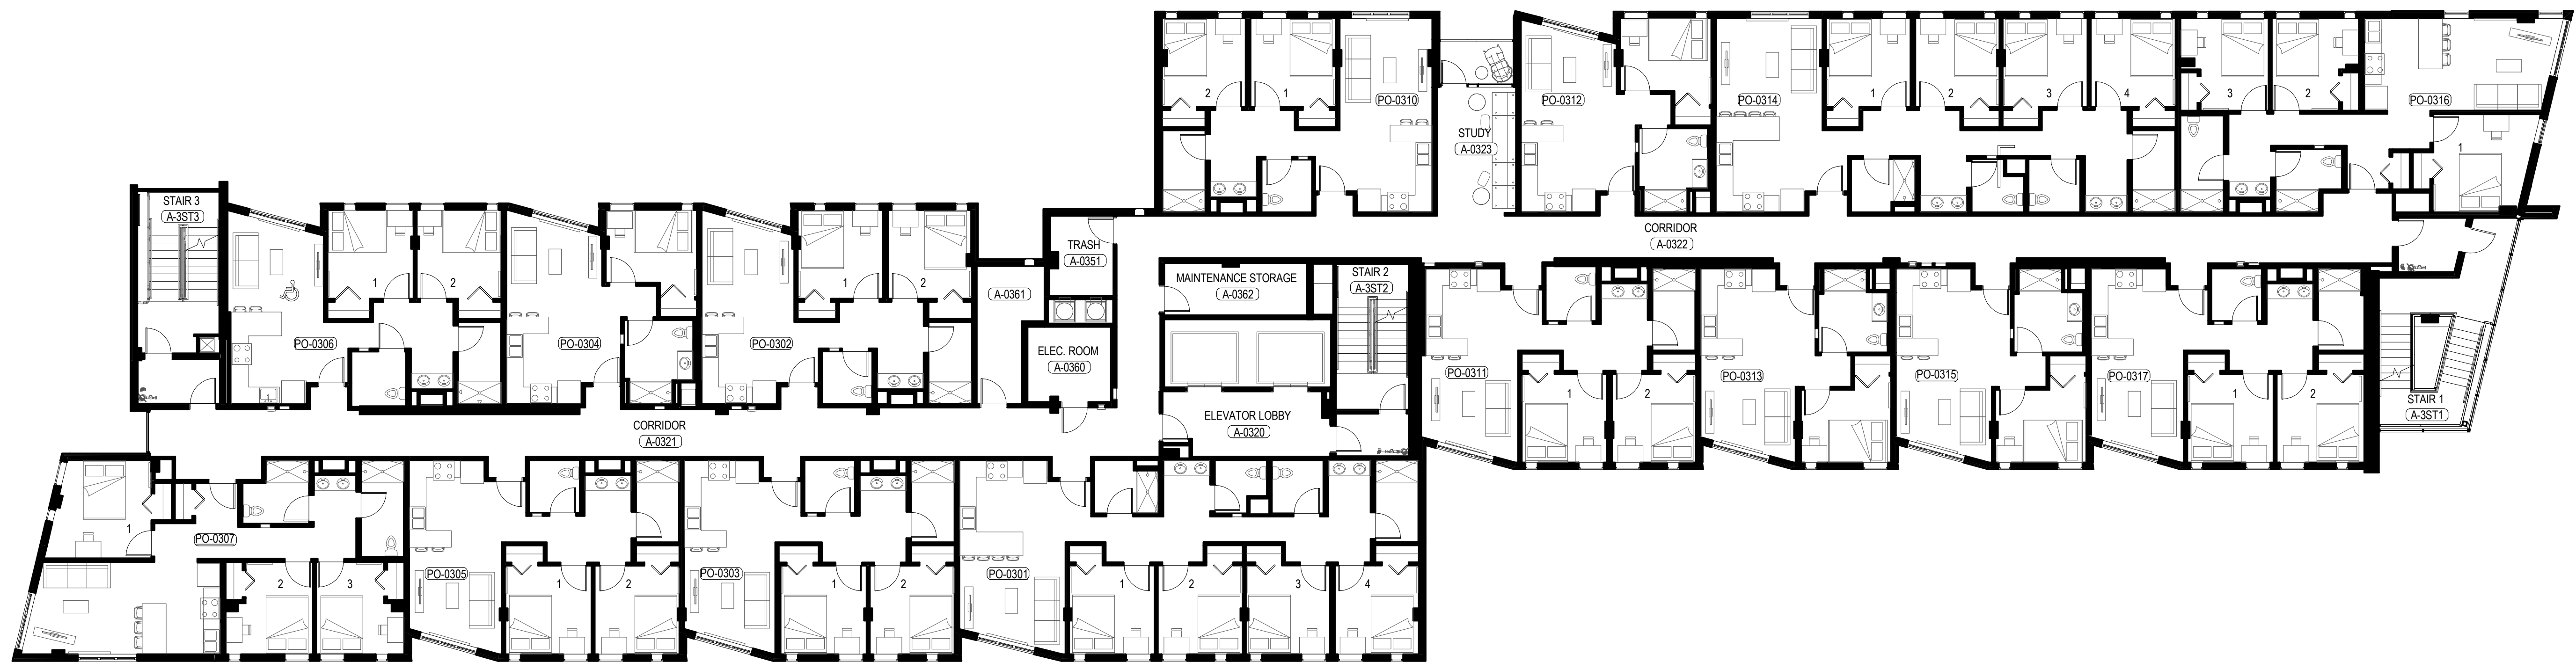 2
1
PO-0310
STUDY
A-0323
PO-0312
PO-0314
1
2
3
4
3
2
PO-0316
1
STAIR 3
A-3ST3
1
2
PO-0306
PO-0304
1
2
PO-0302
A-0361
TRASH
A-0351
ELEC. ROOM
A-0360
CORRIDOR
A-0322
MAINTENANCE STORAGE
A-0362
STAIR 2
A-3ST2
ELEVATOR LOBBY
A-0320
PO-0311
1
2
PO-0313
PO-0315
PO-0317
1
2
STAIR 1
A-3ST1
CORRIDOR
A-0321
1
PO-0307
2
3
PO-0305
1
2
PO-0303
1
2
PO-0301
1
2
3
4